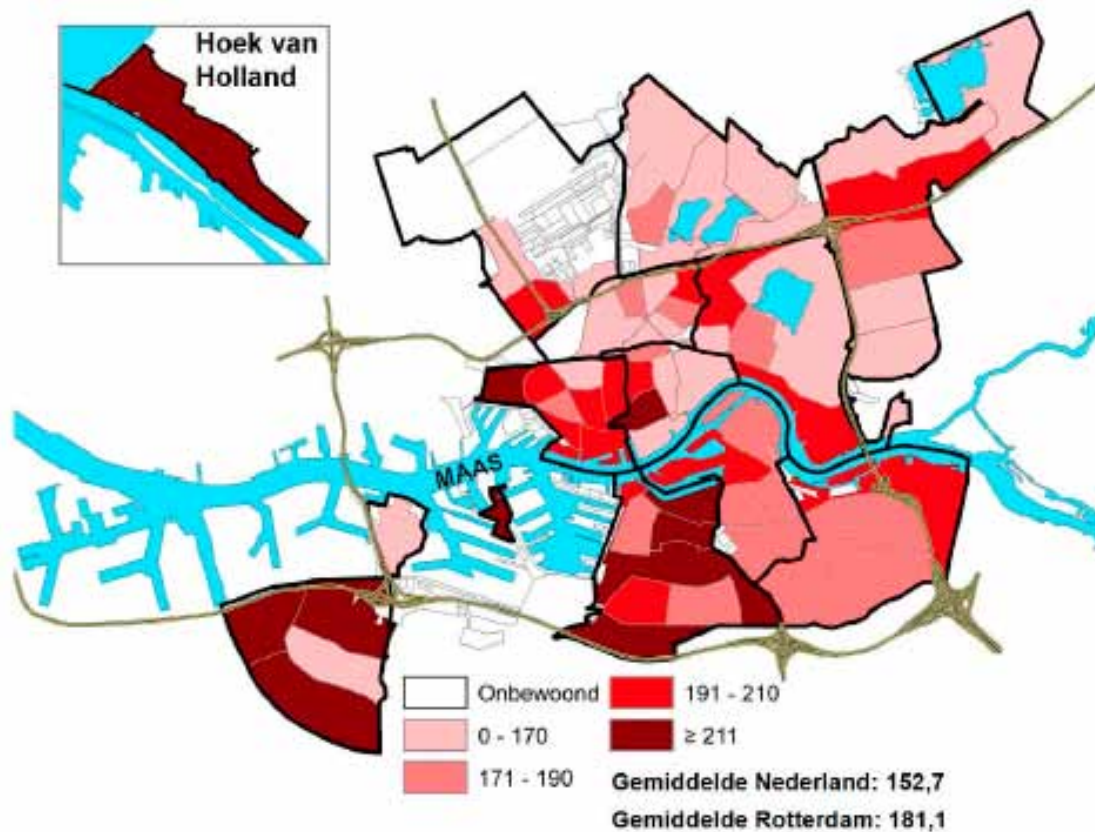 Hoek van
Holland
MAAS
Onbewoond
0 - 170
171 - 190
191 - 210
≥ 211
Gemiddelde Nederland: 152,7
Gemiddelde Rotterdam: 181,1